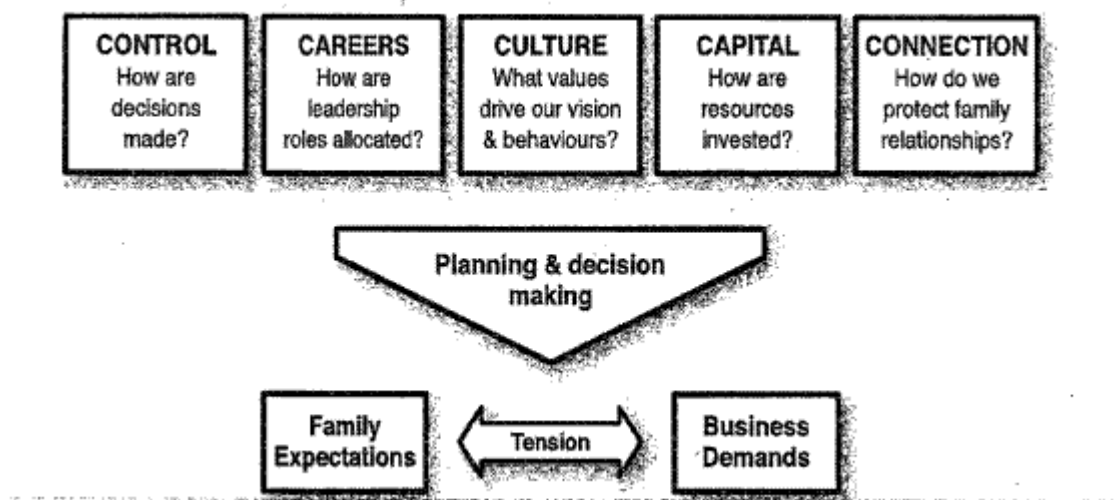 CONTROL
How are
decisions
made?
CAREERS
How are
leadership
roles allocated?
CULTURE
What values
drive our vision
& behaviours?
CAPITAL
How are
resources
invested?
CONNECTION
How do we
protect family
relationships?
Planning & decision
making
Family
Expectations
Tension
Business
Demands